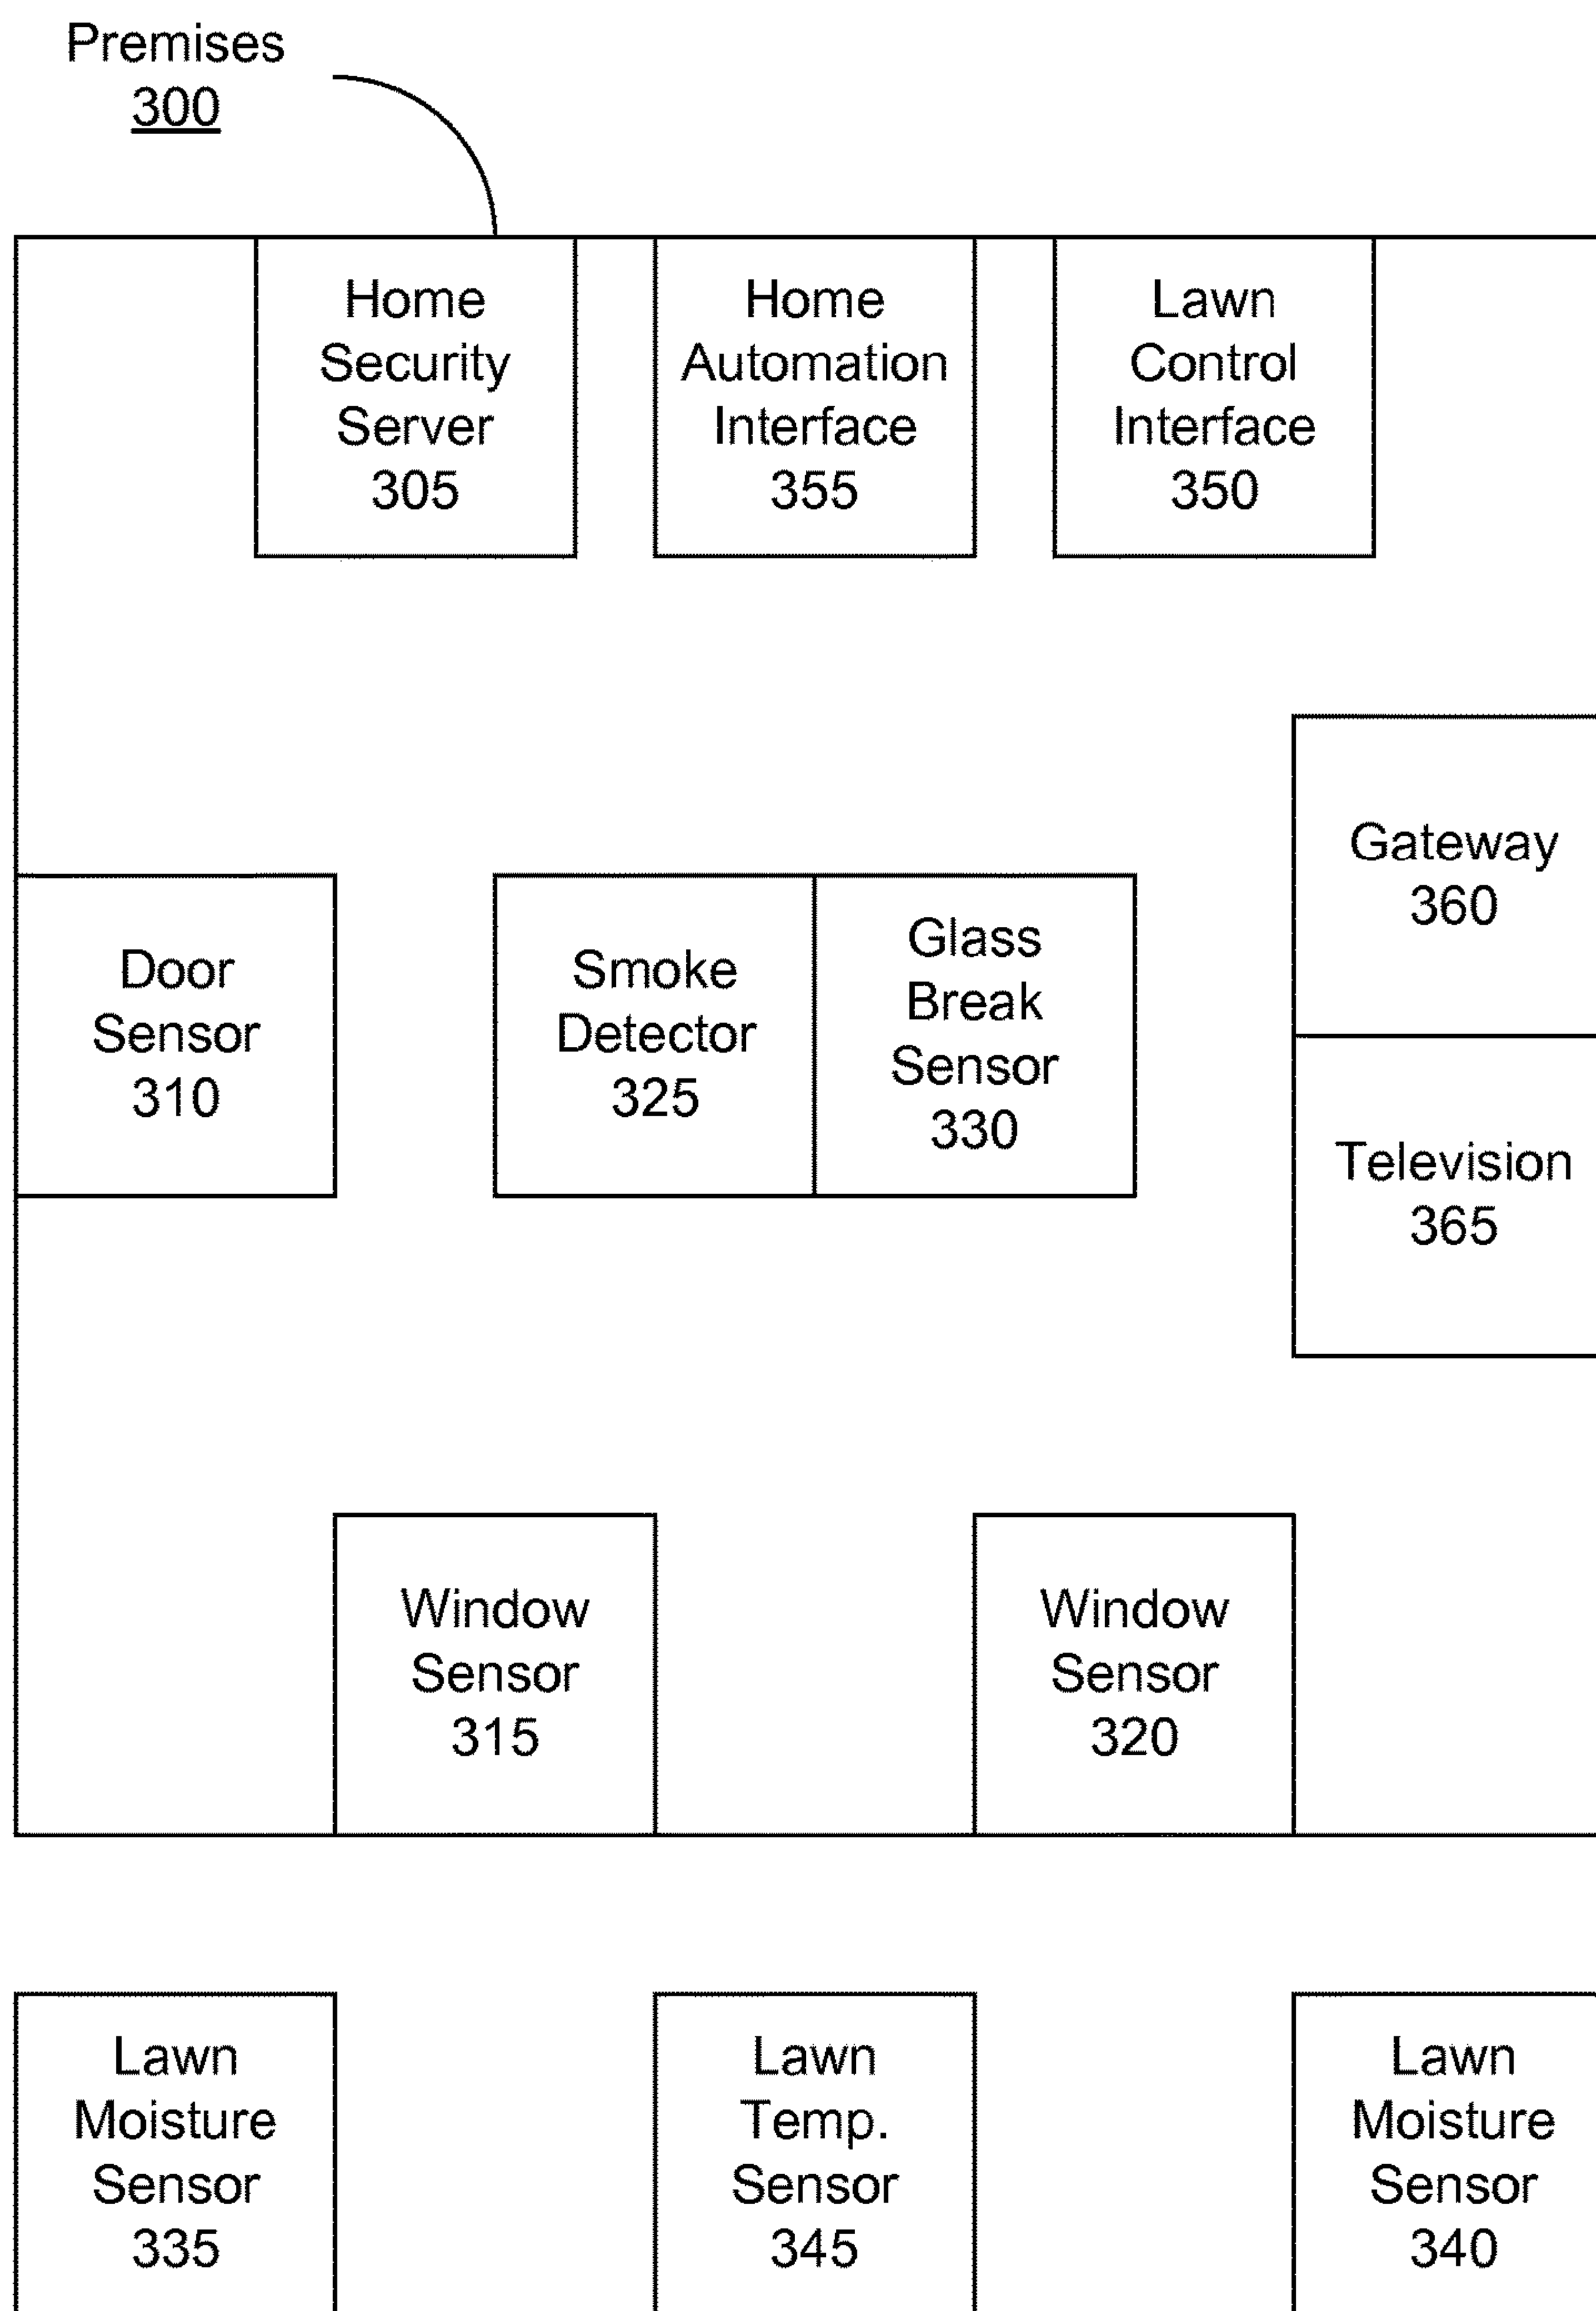 Premises
300
Home
Security
Server
305
Home
Automation
Interface
355
Lawn
Control
Interface
350
Gateway
360
Door
Sensor
310
Smoke
Detector
325
Glass
Break
Sensor
330
Television
365
Window
Sensor
315
Window
Sensor
320
Lawn
Moisture
Sensor
335
Lawn
Temp.
Sensor
345
Lawn
Moisture
Sensor
340